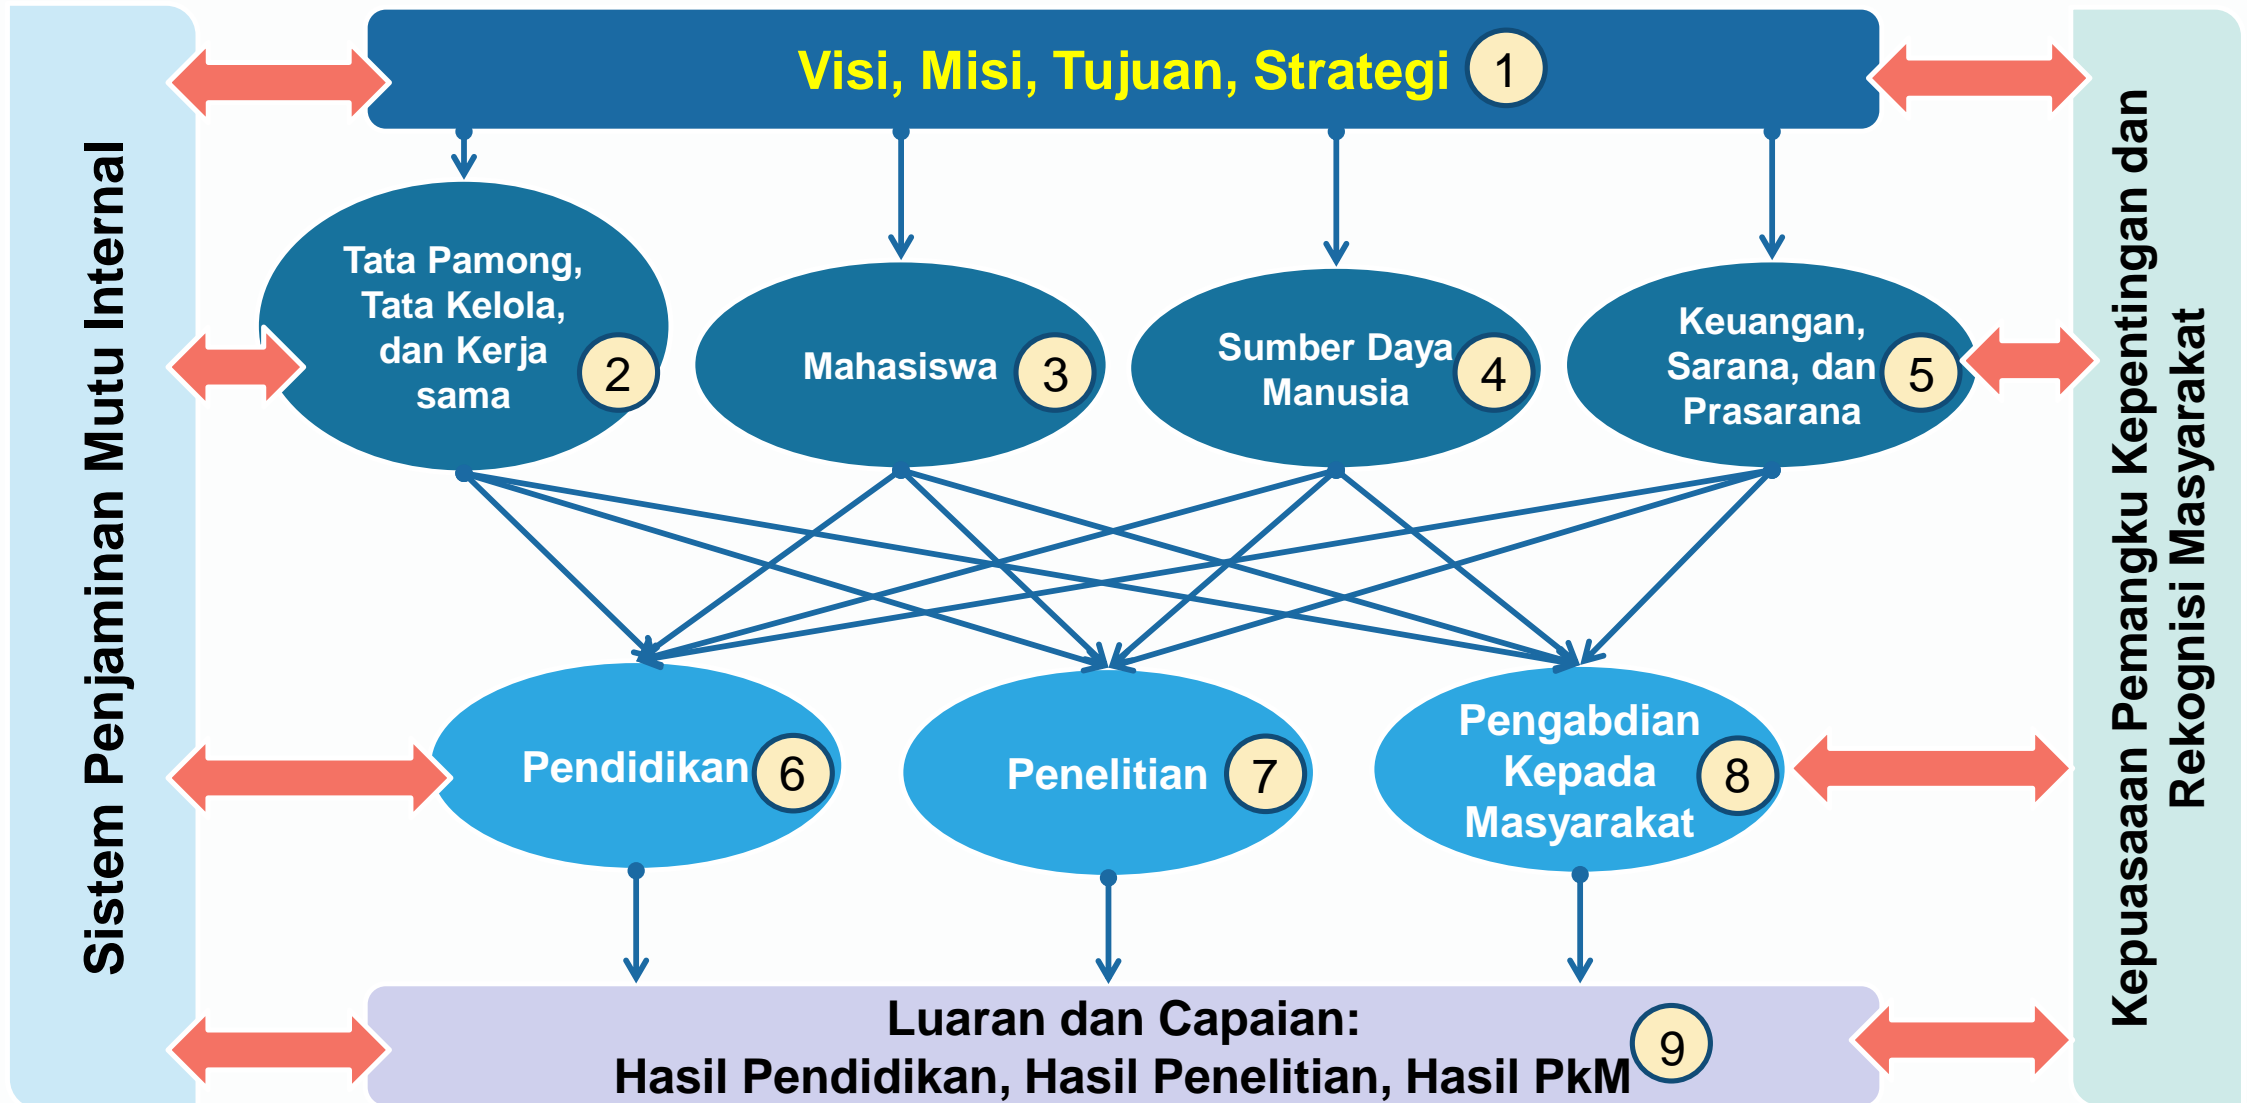 Visi, Misi, Tujuan, Strategi 1
Sistem Penjaminan Mutu Internal
Tata Pamong,
Tata Kelola,
dan Kerja
sama
2
Mahasiswa 3
Sumber Daya
Manusia
4
Keuangan,
Sarana, dan
Prasarana
5
Pendidikan 6
Penelitian 7
Pengabdian
Kepada
Masyarakat
8
Luaran dan Capaian:
Hasil Pendidikan, Hasil Penelitian, Hasil PkM
9
Kepuasaaan Pemangku Kepentingan dan
Rekognisi Masyarakat